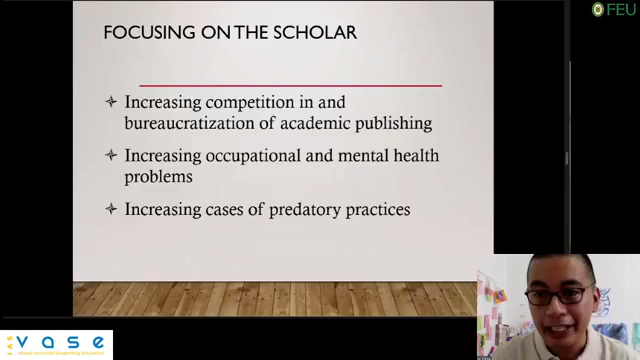 FEU
FOCUSING ON THE SCHOLAR
Increasing competition in and
bureaucratization of academic publishing
Increasing occupational and mental health
problems
Increasing cases of predatory practices
IAS
vase